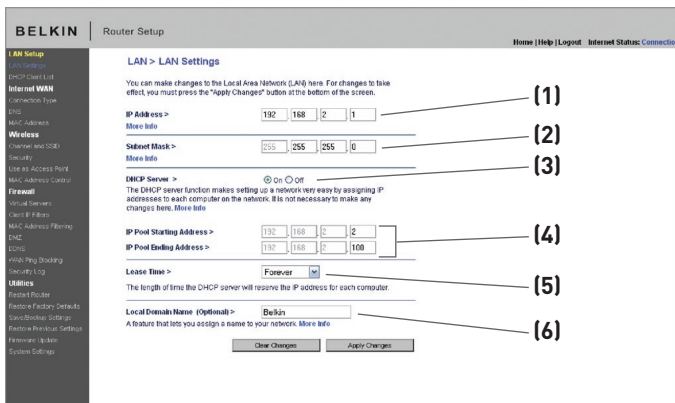 BELKIN | Router Setup
Home | Help | Logout Internet Status: Connectio
LAN Setup
LAN Settings
DHCP Client List
Internet WAN
Connection Type
DNS
MAC Address
Wireless
Channel and SSID
Security
Use as Access Point
MAC Address Control
Firewall
Virtual Servers
Client IP Filters
MAC Address Filtering
DMZ
DDNS
WAN Ping Blocking
Security Log
Utilities
Restart Router
Restore Factory Defaults
Save/Backup Settings
Restore Previous Settings
Firmware Update
System Settings
LAN > LAN Settings
You can make changes to the Local Area Network (LAN) here. For changes to take
effect, you must press the "Apply Changes" button at the bottom of the screen.
IP Address > 192 . 168 . 2 . 1 (1)
More Info
Subnet Mask > 255 . 255 . 255 . 0 (2)
More Info
DHCP Server > On Off (3)
The DHCP server function makes setting up a network very easy by assigning IP
addresses to each computer on the network. It is not necessary to make any
changes here. More Info
IP Pool Starting Address > 192 . 168 . 2 . 2
(4)
IP Pool Ending Address > 192 . 168 . 2 . 100
Lease Time > Forever (5)
The length of time the DHCP server will reserve the IP address for each computer.
Local Domain Name (Optional) > Belkin (6)
A feature that lets you assign a name to your network. More Info
Clear Changes Apply Changes